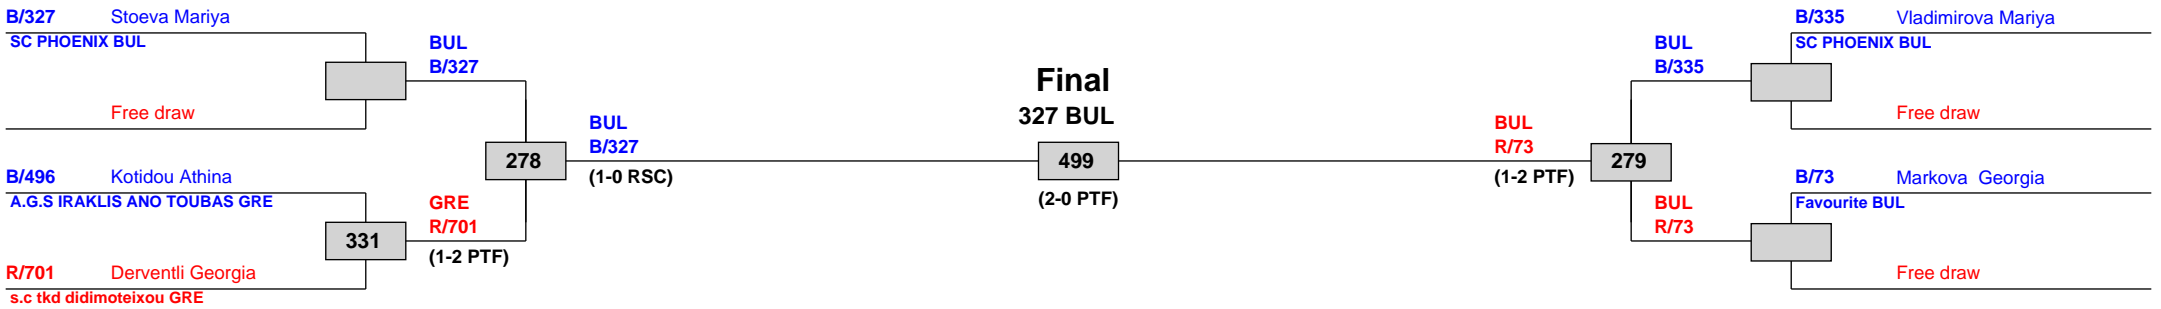 B/327 Stoeva Mariya
SC PHOENIX BUL
Free draw
B/496 Kotidou Athina
A.G.S IRAKLIS ANO TOUBAS GRE
R/701 Derventli Georgia
s.c tkd didimoteixou GRE
331
BUL
B/327
GRE
R/701
(1-2 PTF)
278
BUL
B/327
(1-0 RSC)
Final
327 BUL
499
(2-0 PTF)
BUL
R/73
(1-2 PTF)
279
BUL
B/335
BUL
R/73
B/335 Vladimirova Mariya
SC PHOENIX BUL
Free draw
B/73 Markova  Georgia
Favourite BUL
Free draw